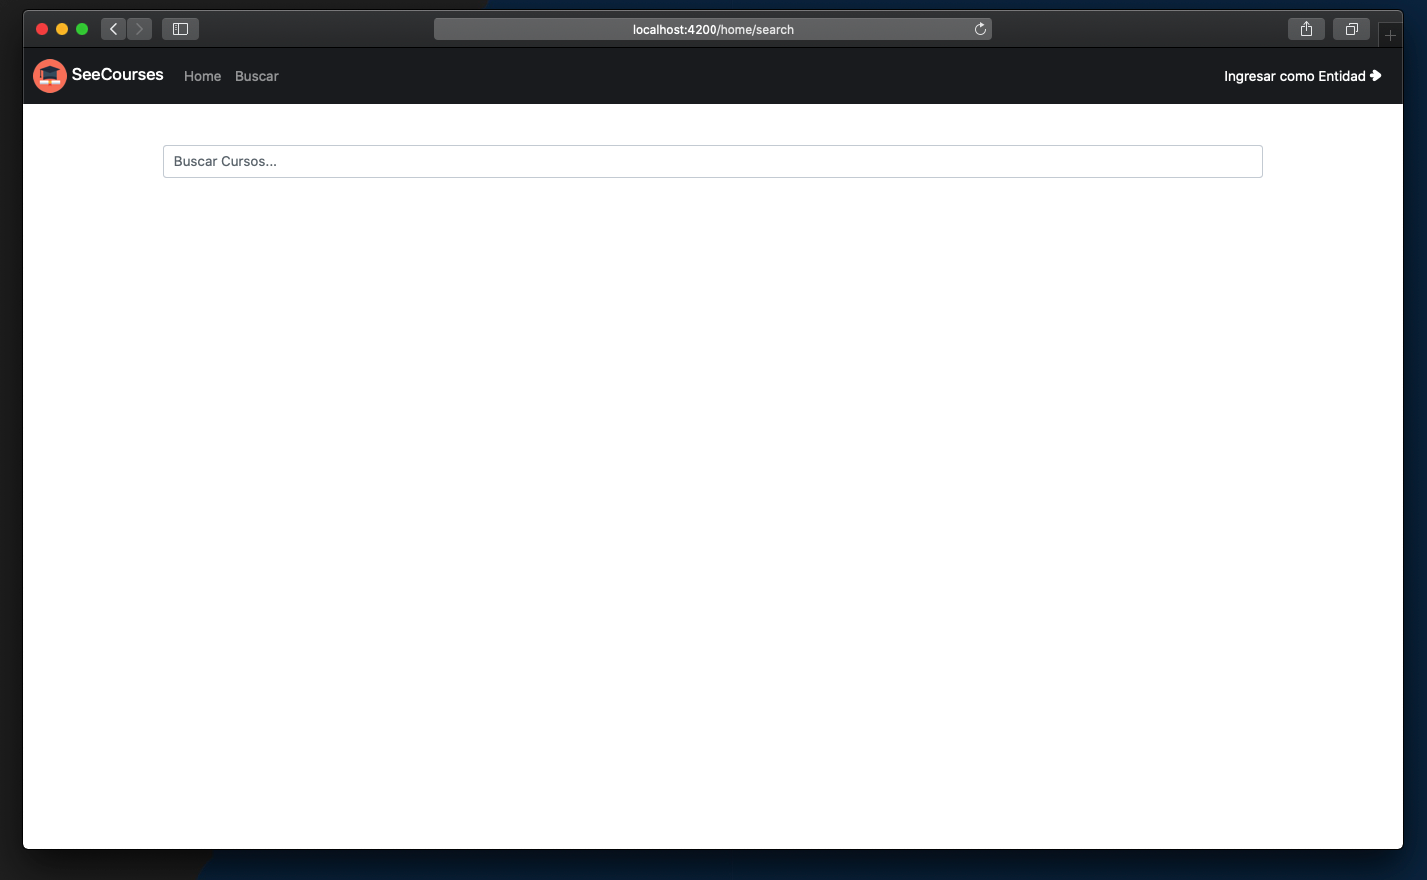 localhost:4200/home/search
SeeCourses Home Buscar Ingresar como Entidad
Buscar Cursos...